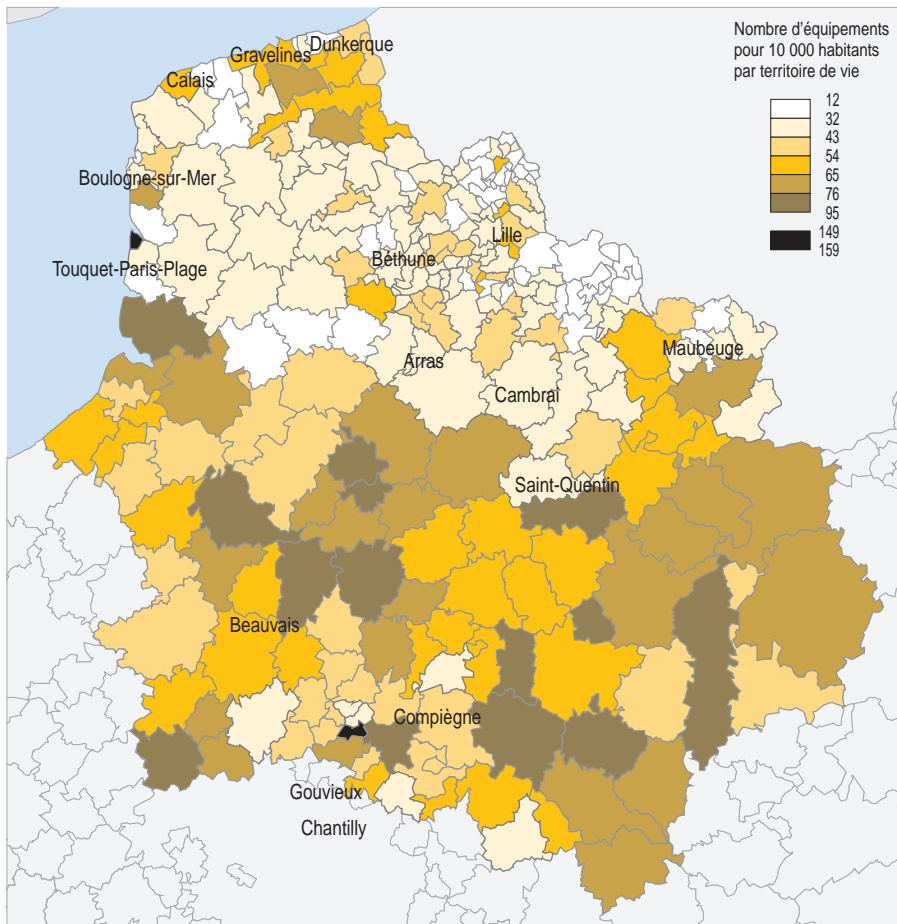 Nombre d'équipements
pour 10 000 habitants
par territoire de vie
12
32
43
54
65
76
95
149
159
Dunkerque
Gravelines
Calais
Boulogne-sur-Mer
Lille
Béthune
Touquet-Paris-Plage
Maubeuge
Arras
Cambrai
Saint-Quentin
Beauvais
Compiègne
Gouvieux
Chantilly